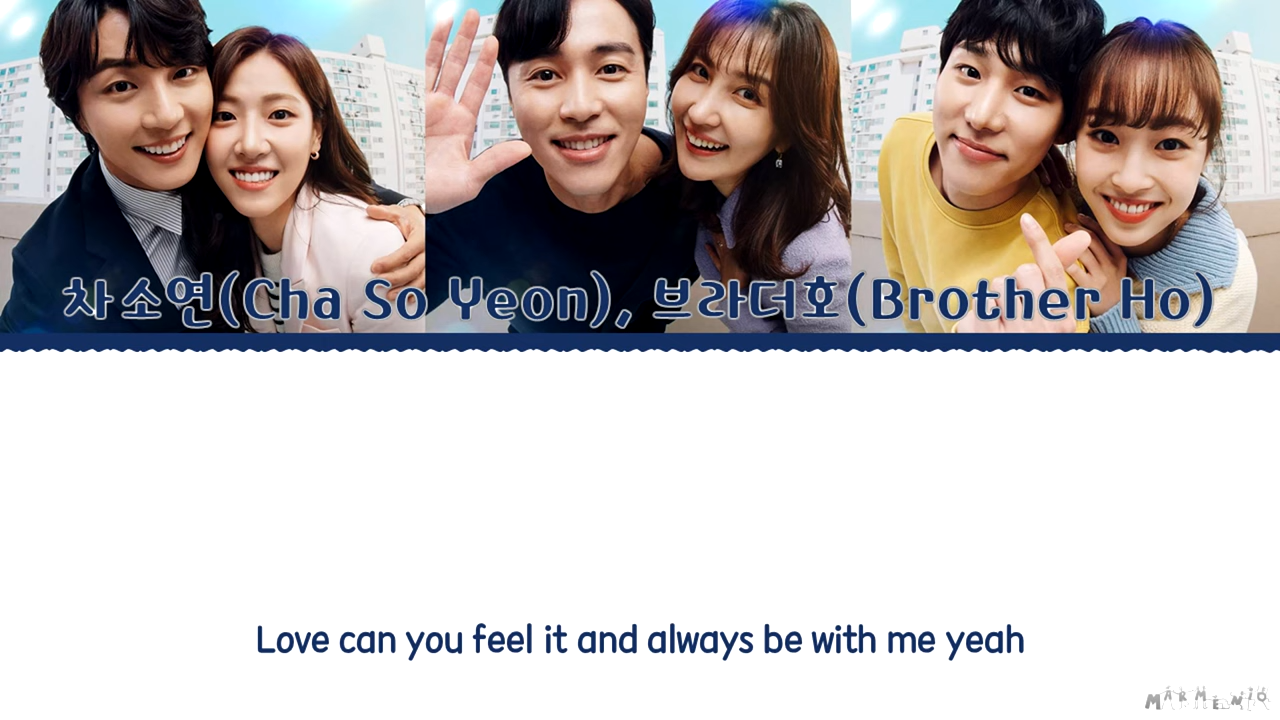 차소연(Cha So Yeon), 브라더호(Brother Ho)
Love can you feel it and always be with me yeah
MARMELNIO